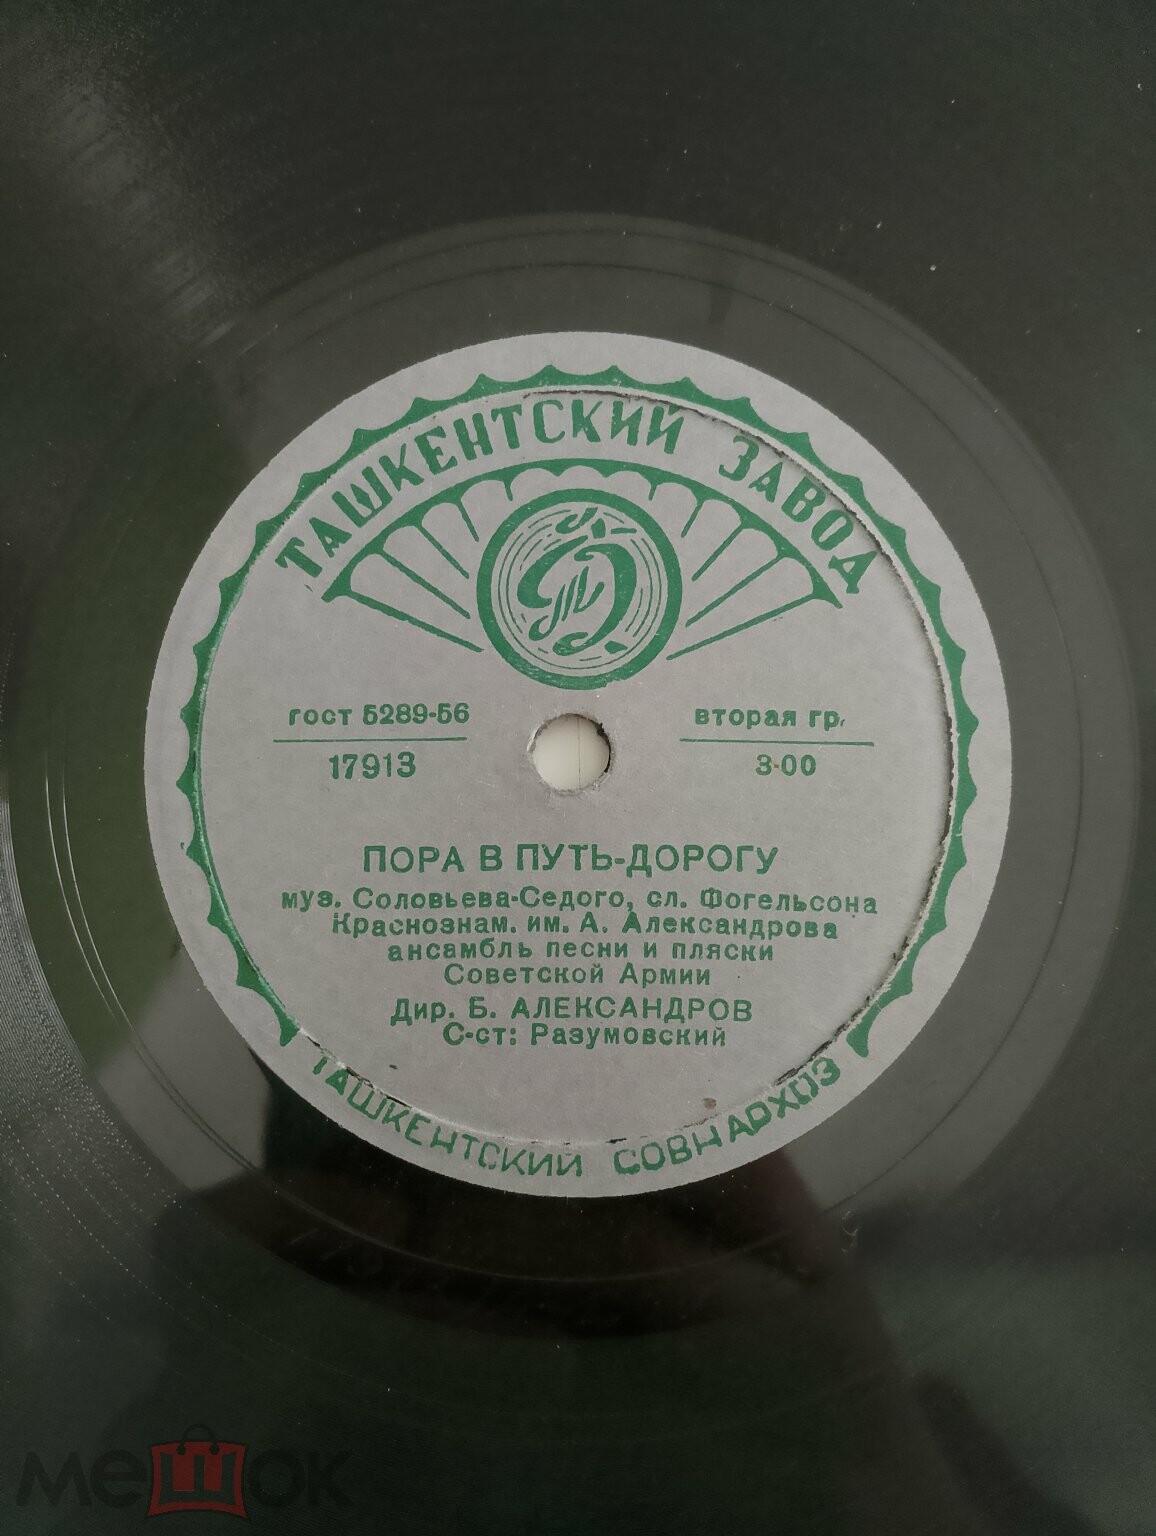 ТАШКЕНТСКИЙ ЗАВОД
ГОСТ 5289-56
вторая гр.
17913
3-00
ПОРА В ПУТЬ-ДОРОГУ
муз. Соловьева-Седого, сл. Фогельсона
Краснознам. им. А. Александрова
ансамбль песни и пляски
Советской Армии
Дир. Б. АЛЕКСАНДРОВ
С-ст: Разумовский
ТАШКЕНТСКИЙ СОВНАРХОЗ
мешок